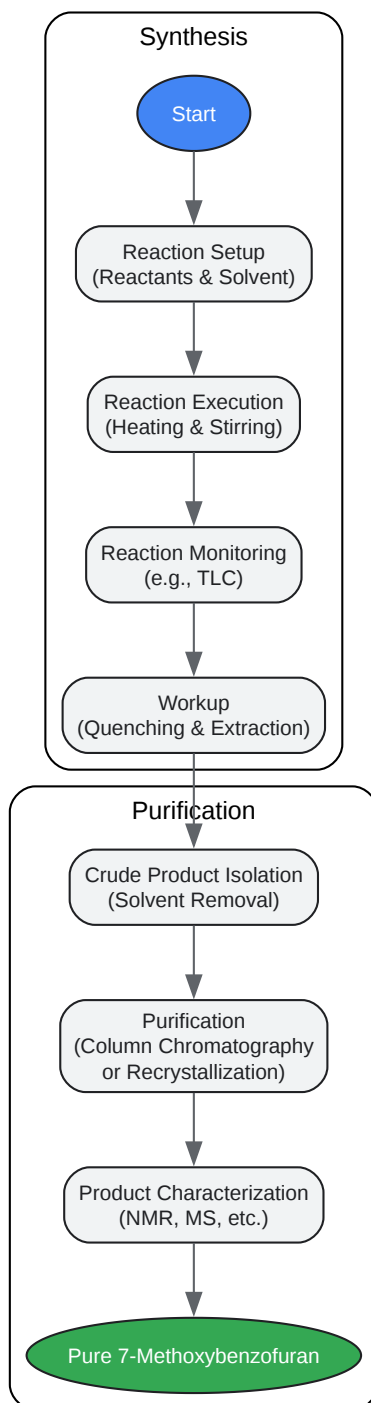 Synthesis
Start
Reaction Setup
(Reactants & Solvent)
Reaction Execution
(Heating & Stirring)
Reaction Monitoring
(e.g., TLC)
Workup
(Quenching & Extraction)
Purification
Crude Product Isolation
(Solvent Removal)
Purification
(Column Chromatography
or Recrystallization)
Product Characterization
(NMR, MS, etc.)
Pure 7-Methoxybenzofuran